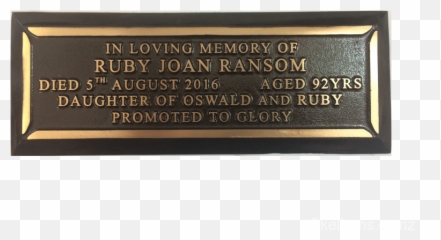 IN LOVING MEMORY OF
RUBY JOAN RANSOM
DIED 5TH AUGUST 2016 AGED 92YRS
DAUGHTER OF OSWALD AND RUBY
PROMOTED TO GLORY